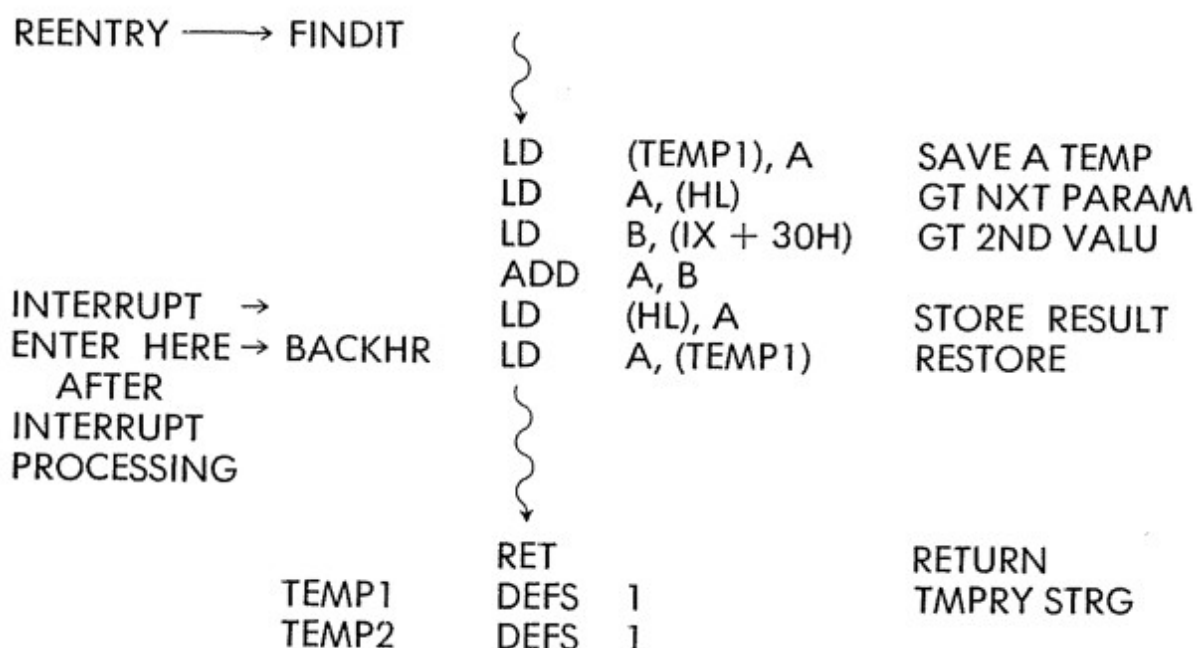 REENTRY → FINDIT
LD (TEMP1), A SAVE A TEMP
LD A, (HL) GT NXT PARAM
LD B, (IX + 30H) GT 2ND VALU
ADD A, B
INTERRUPT →
LD (HL), A STORE RESULT
ENTER HERE → BACKHR LD A, (TEMP1) RESTORE
AFTER
INTERRUPT
PROCESSING
RET RETURN
TEMP1 DEFS 1 TMPRY STRG
TEMP2 DEFS 1